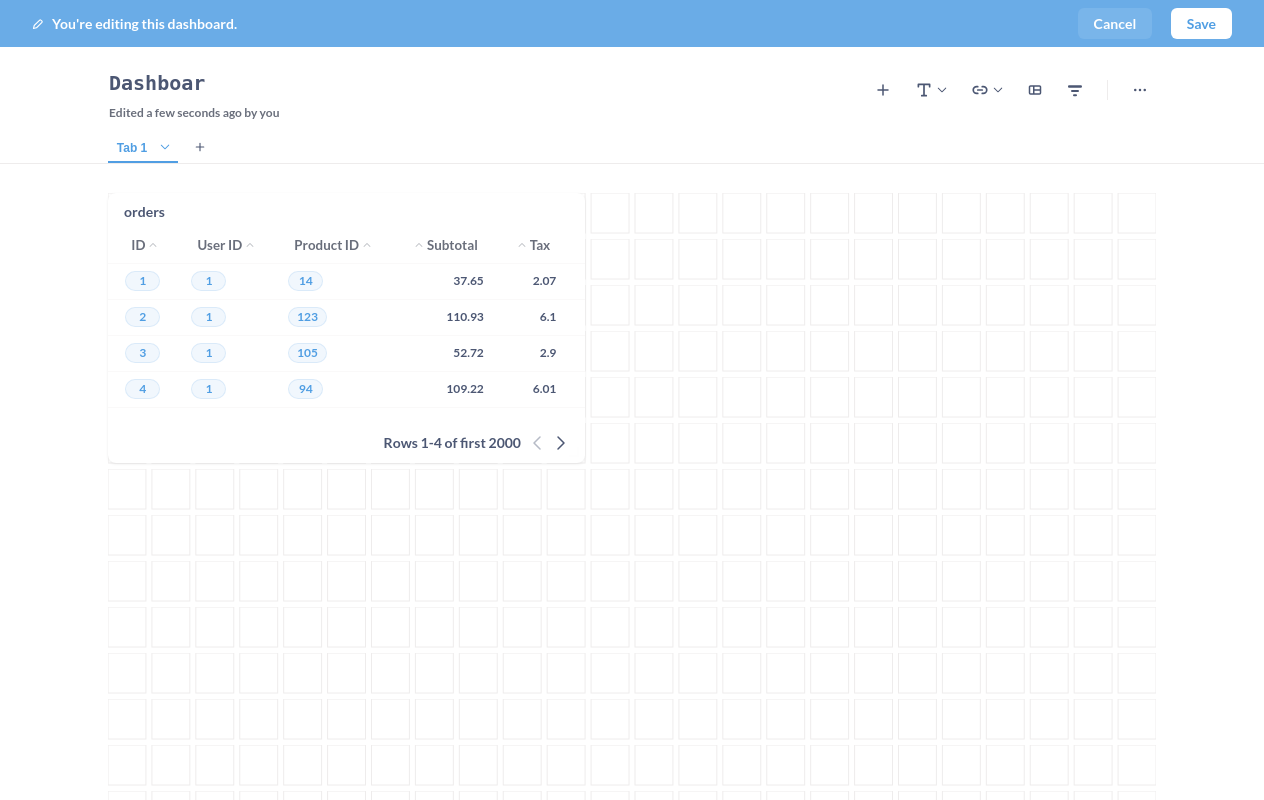 You're editing this dashboard.
Cancel
Save
Dashboar
Edited a few seconds ago by you
Tab 1
orders
ID User ID Product ID Subtotal Tax
1 1 14 37.65 2.07
2 1 123 110.93 6.1
3 1 105 52.72 2.9
4 1 94 109.22 6.01
Rows 1-4 of first 2000